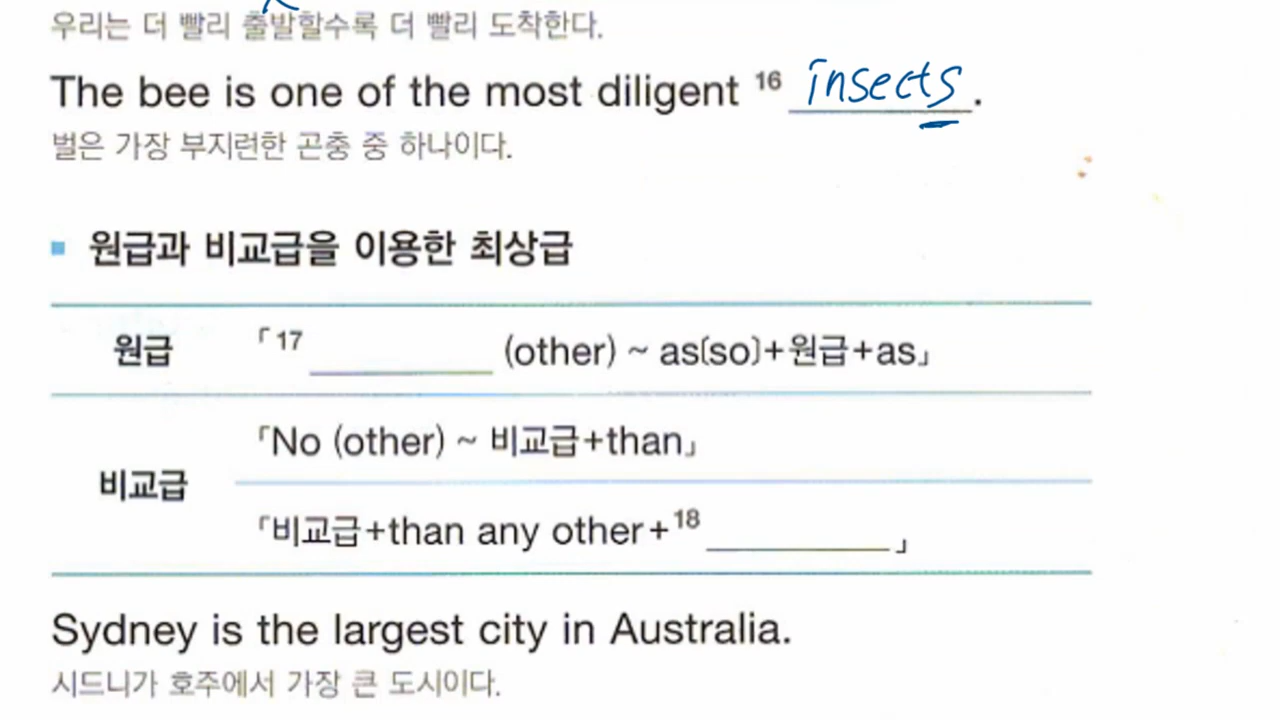 우리는 더 빨리 출발할수록 더 빨리 도착한다.
The bee is one of the most diligent 16 insects.
벌은 가장 부지런한 곤충 중 하나이다.
▪ 원급과 비교급을 이용한 최상급
원급 「17 ________ (other) ~ as(so)+원급+as」
「No (other) ~ 비교급+than」
비교급
「비교급+than any other+18 ________」
Sydney is the largest city in Australia.
시드니가 호주에서 가장 큰 도시이다.